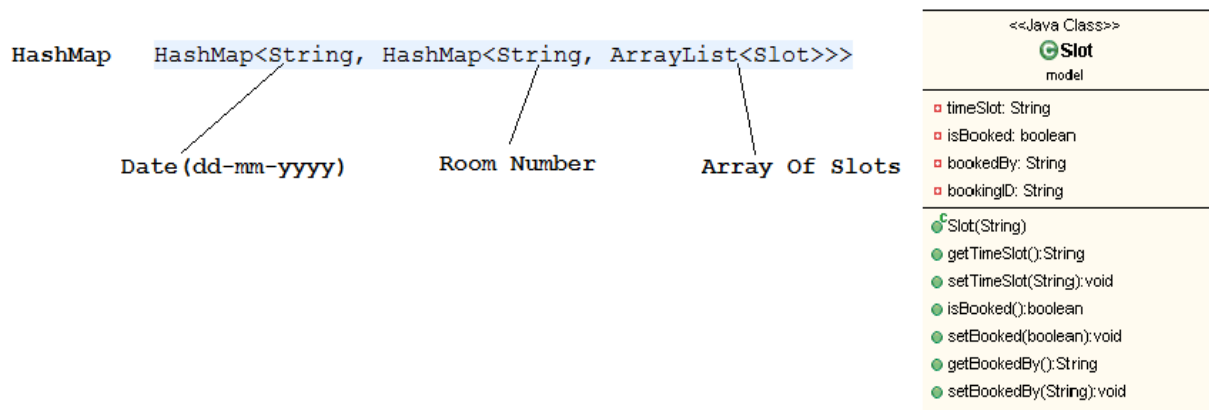 HashMap HashMap<String, HashMap<String, ArrayList<Slot>>>
Date(dd-mm-yyyy) Room Number Array Of Slots
<<Java Class>>
C Slot
model
timeSlot: String
isBooked: boolean
bookedBy: String
bookingID: String
C Slot(String)
getTimeSlot():String
setTimeSlot(String):void
isBooked():boolean
setBooked(boolean):void
getBookedBy():String
setBookedBy(String):void